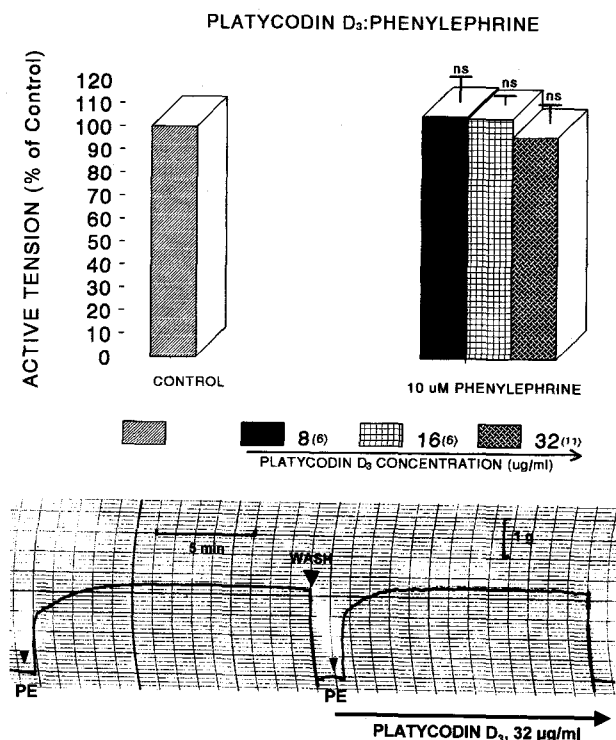 PLATYCODIN D₃:PHENYLEPHRINE
ACTIVE TENSION (% of Control)
120
110
100
90
80
70
60
50
40
30
20
10
0
ns
ns
ns
CONTROL
10 uM PHENYLEPHRINE
8(6) 16(6) 32(11)
PLATYCODIN D₃ CONCENTRATION (ug/ml)
5 min
1 g
WASH
PE
PE
PLATYCODIN D₃, 32 µg/ml